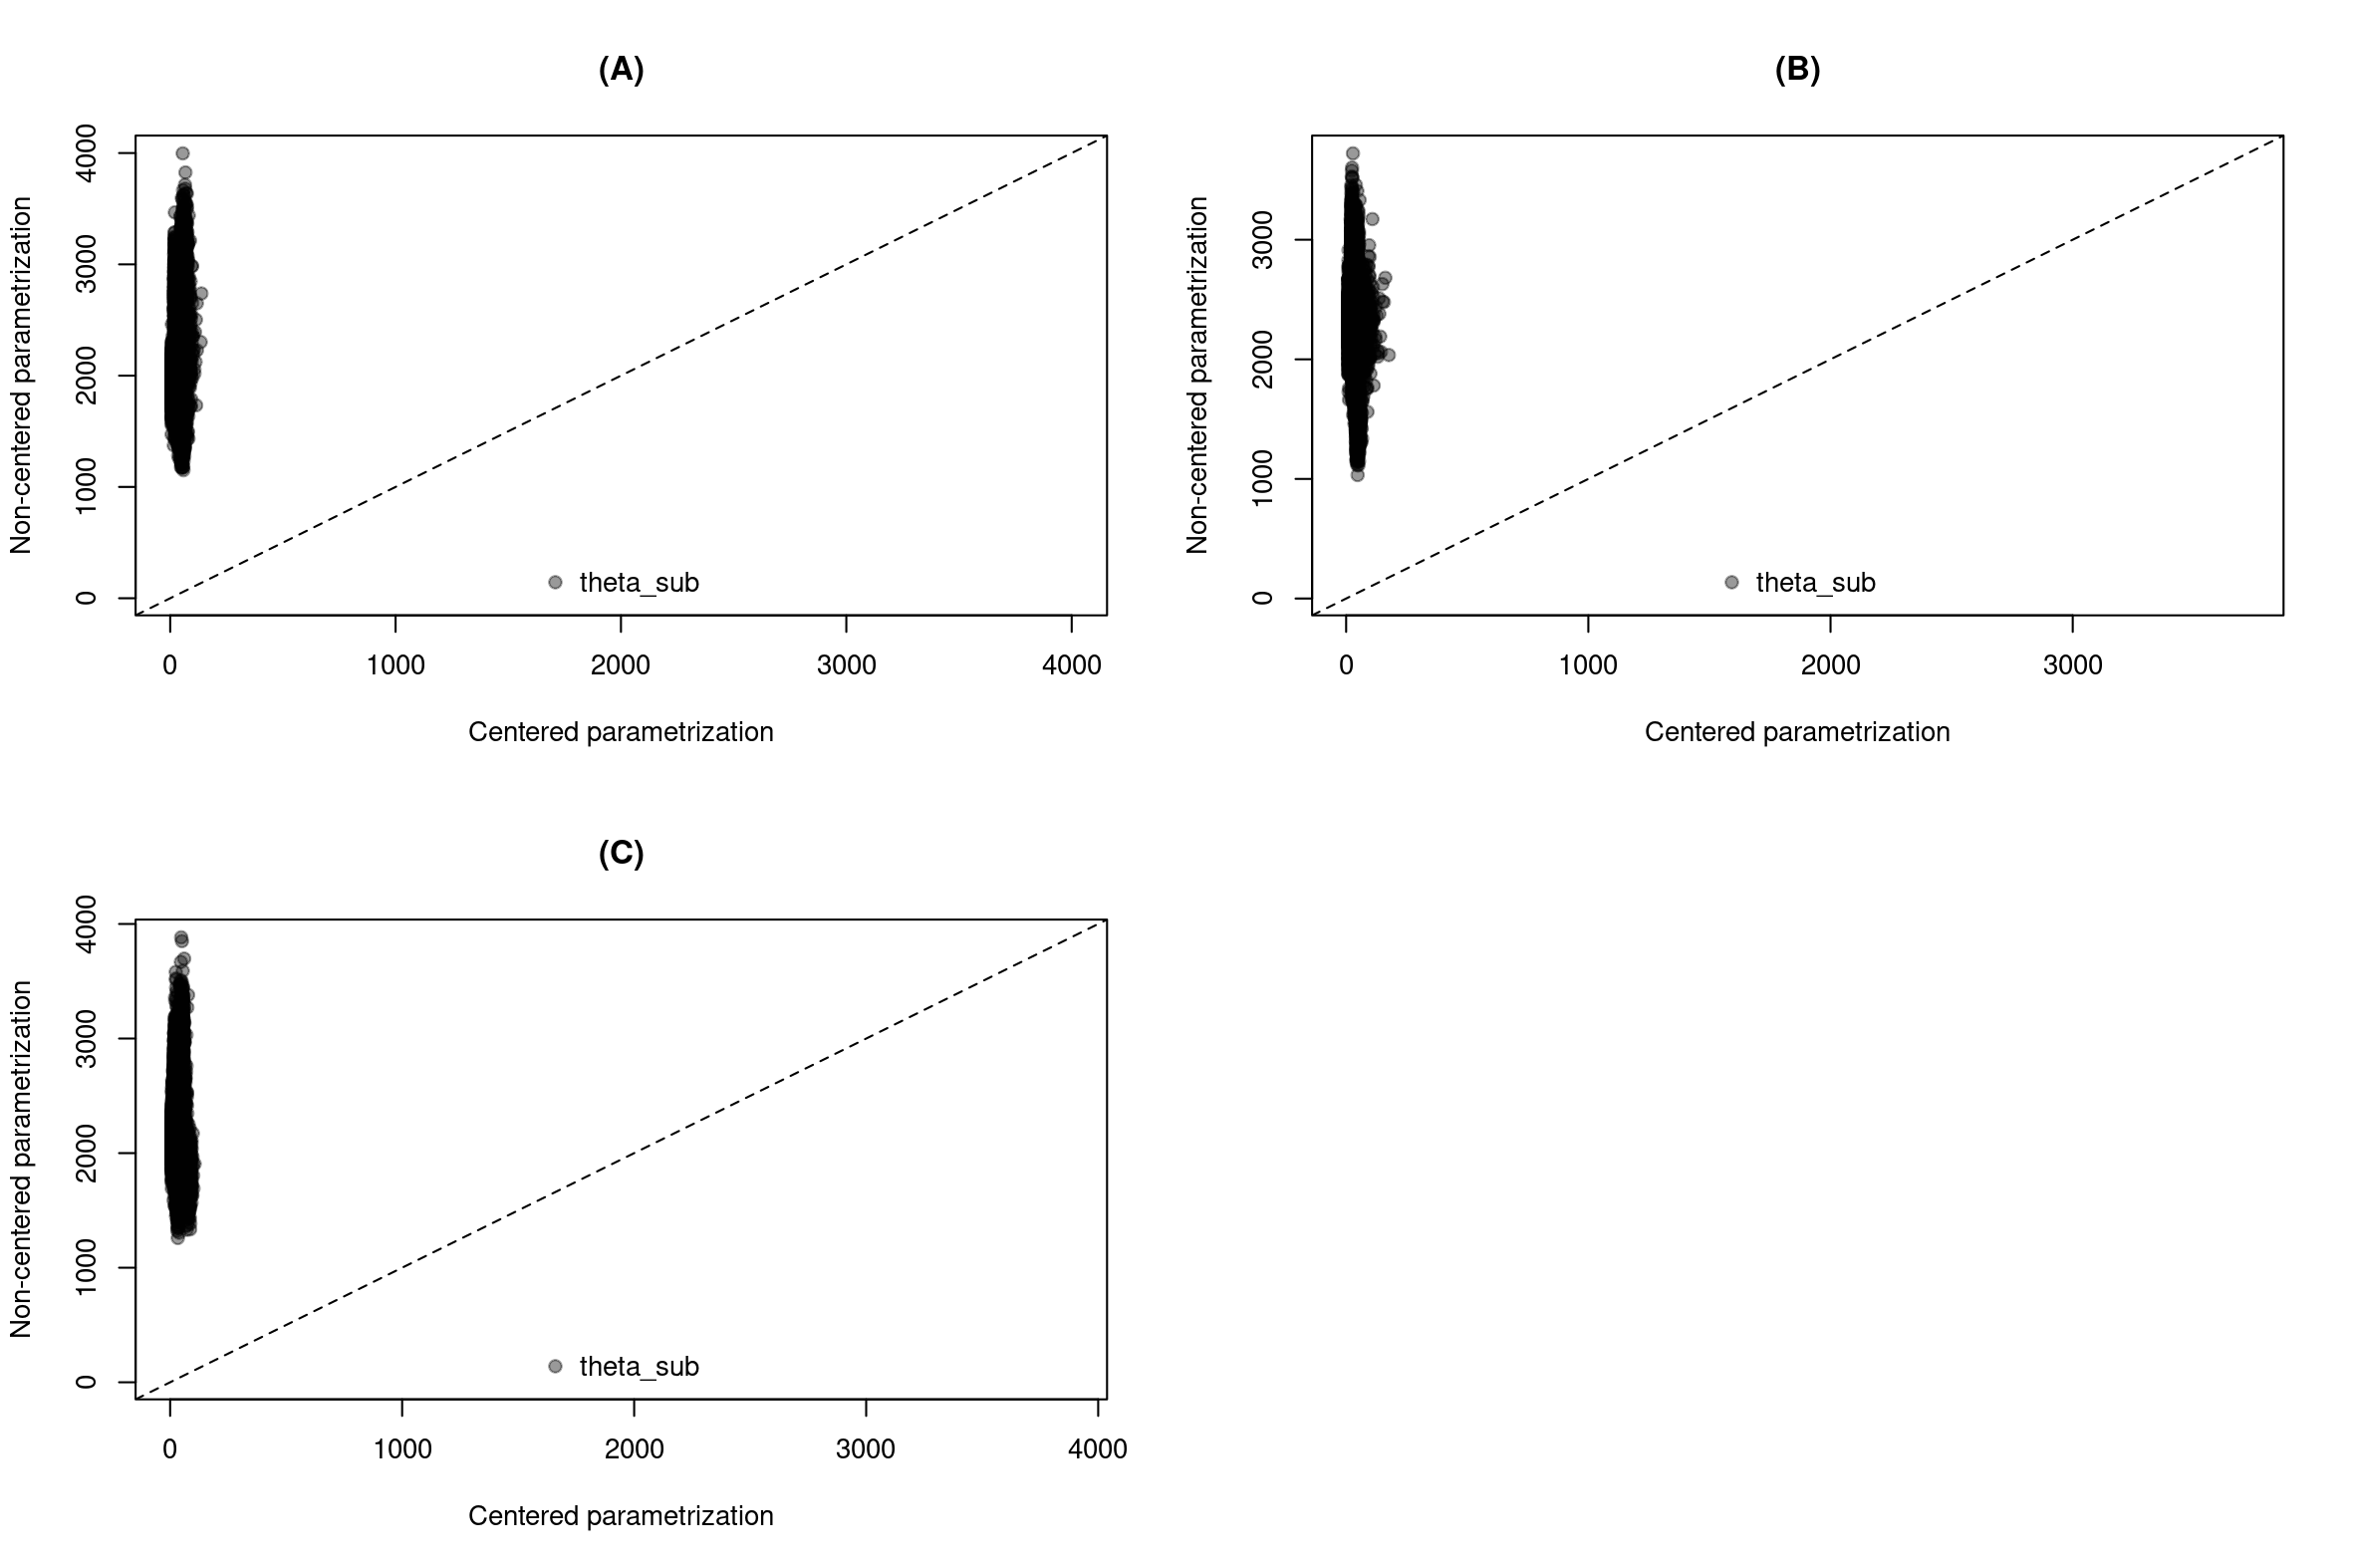 (A)
Non-centered parametrization
4000
3000
2000
1000
0
theta_sub
0 1000 2000 3000 4000
Centered parametrization
(B)
Non-centered parametrization
3000
2000
1000
0
theta_sub
0 1000 2000 3000
Centered parametrization
(C)
Non-centered parametrization
4000
3000
2000
1000
0
theta_sub
0 1000 2000 3000 4000
Centered parametrization